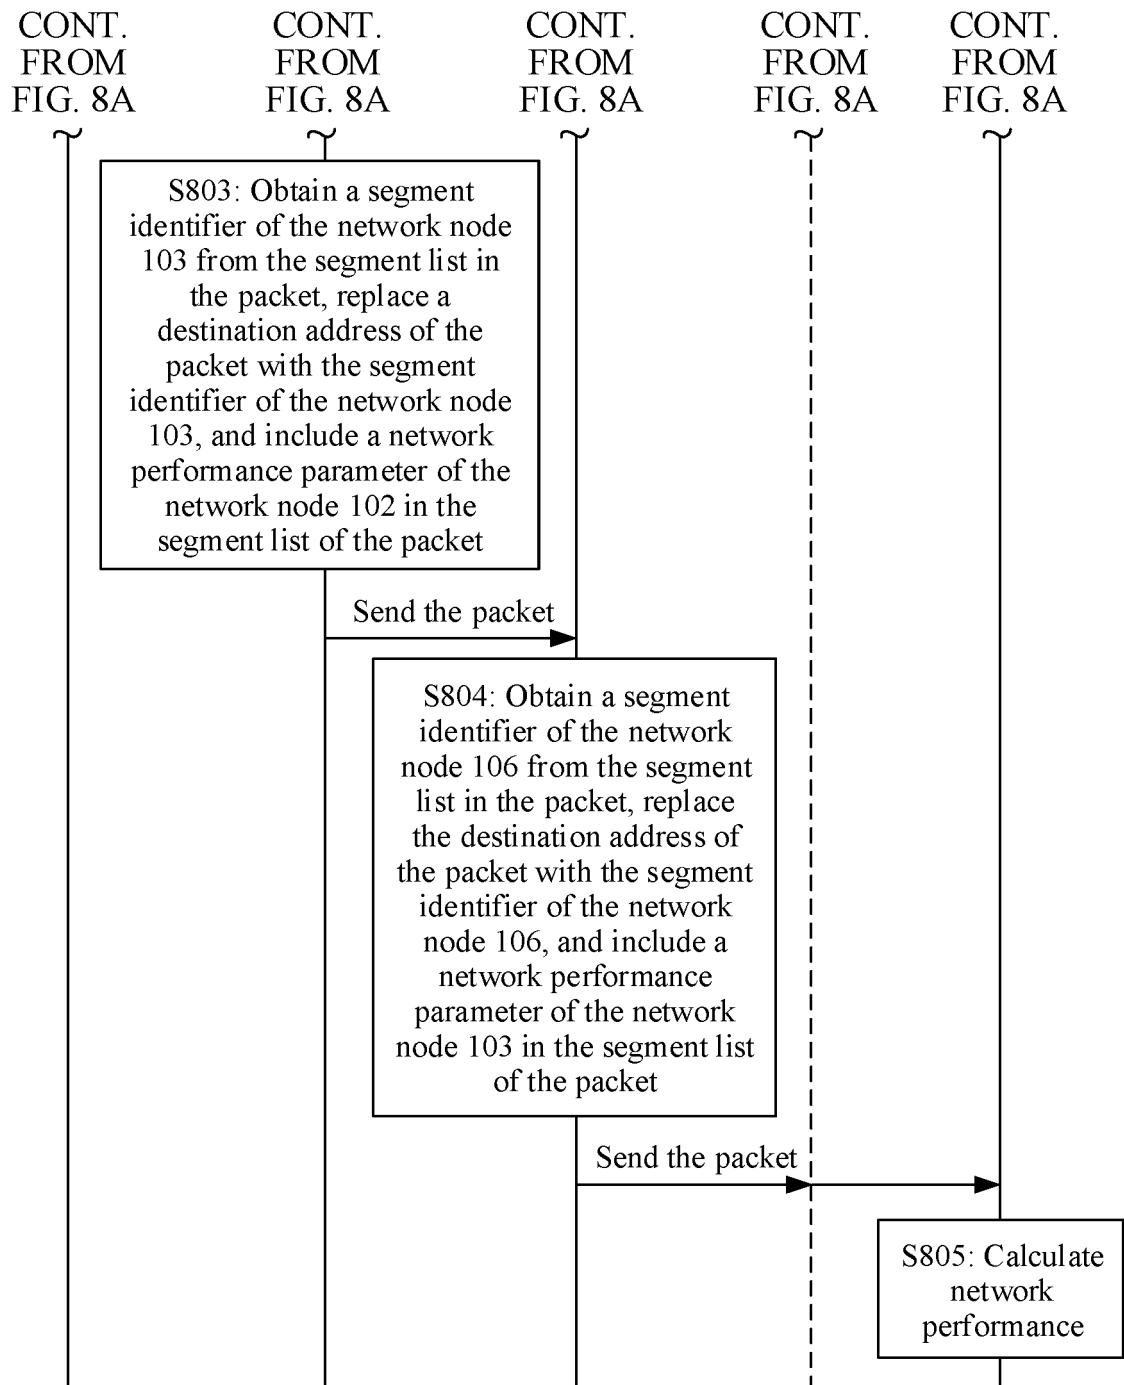 CONT.
FROM
FIG. 8A
CONT.
FROM
FIG. 8A
CONT.
FROM
FIG. 8A
CONT.
FROM
FIG. 8A
CONT.
FROM
FIG. 8A
S803: Obtain a segment
identifier of the network node
103 from the segment list in
the packet, replace a
destination address of the
packet with the segment
identifier of the network node
103, and include a network
performance parameter of the
network node 102 in the
segment list of the packet
Send the packet
S804: Obtain a segment
identifier of the network
node 106 from the segment
list in the packet, replace
the destination address of
the packet with the segment
identifier of the network
node 106, and include a
network performance
parameter of the network
node 103 in the segment list
of the packet
Send the packet
S805: Calculate
network
performance